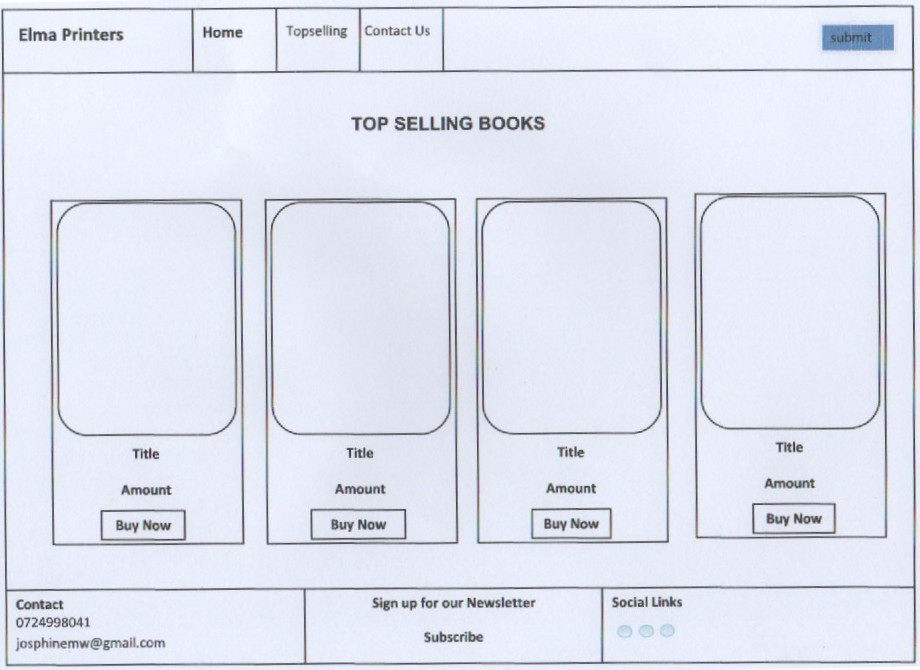 Elma Printers
Home
Topselling
Contact Us
submit
TOP SELLING BOOKS
Title
Amount
Buy Now
Title
Amount
Buy Now
Title
Amount
Buy Now
Title
Amount
Buy Now
Contact
0724998041
josphinemw@gmail.com
Sign up for our Newsletter
Subscribe
Social Links